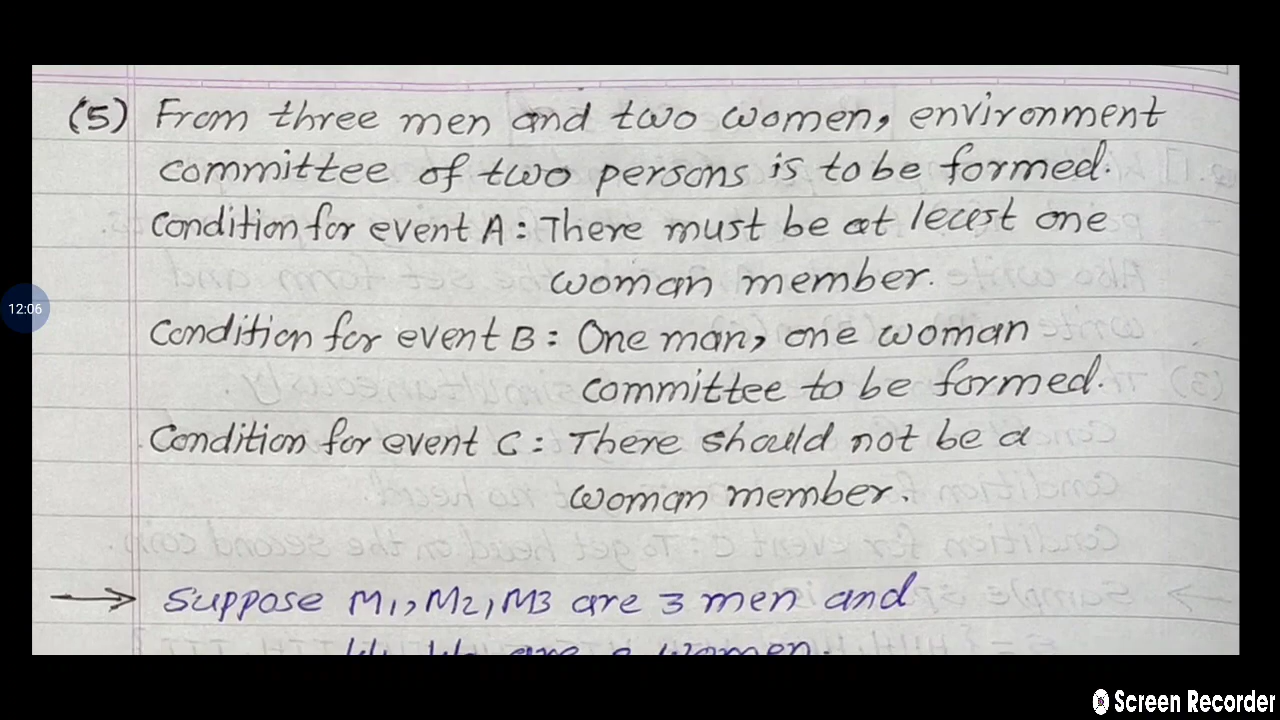 (5) From three men and two women, environment
committee of two persons is to be formed.
Condition for event A : There must be at least one
woman member.
Condition for event B : One man, one woman
committee to be formed.
Condition for event C : There should not be a
woman member.
12:06
→ Suppose M1, M2, M3 are 3 men and
are 2 women.
Screen Recorder